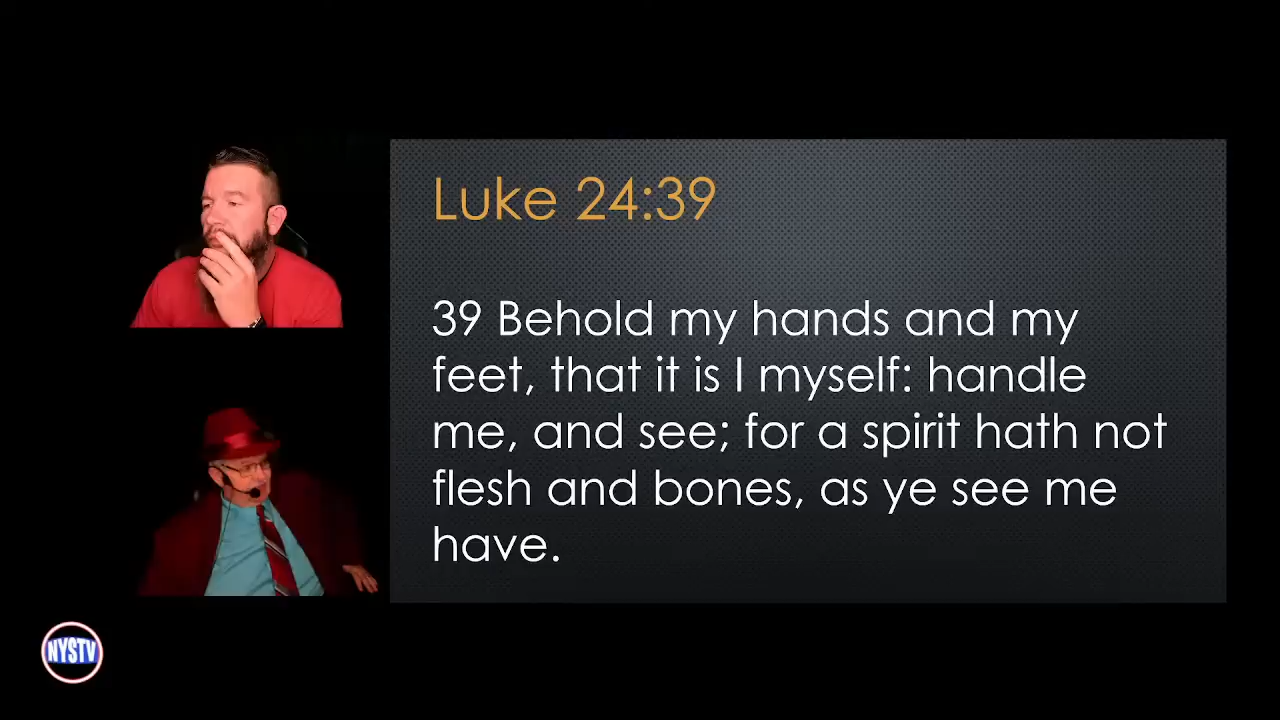 Luke 24:39
39 Behold my hands and my
feet, that it is I myself: handle
me, and see; for a spirit hath not
flesh and bones, as ye see me
have.
NYSTV